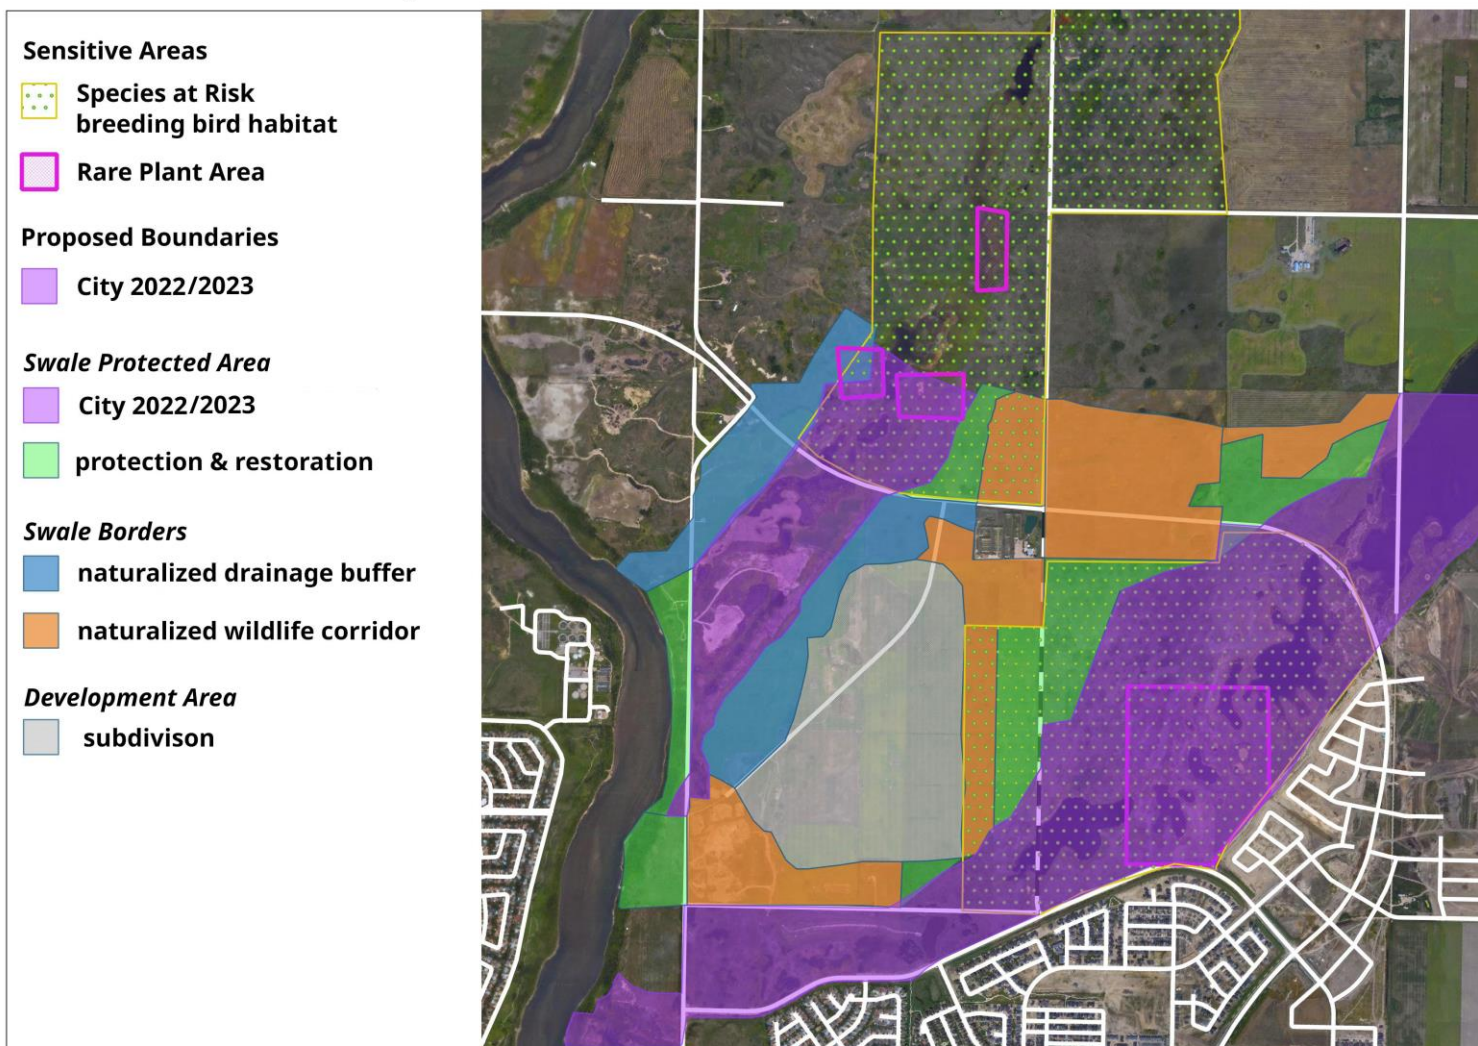 Sensitive Areas
Species at Risk
breeding bird habitat
Rare Plant Area
Proposed Boundaries
City 2022/2023
Swale Protected Area
City 2022/2023
protection & restoration
Swale Borders
naturalized drainage buffer
naturalized wildlife corridor
Development Area
subdivison